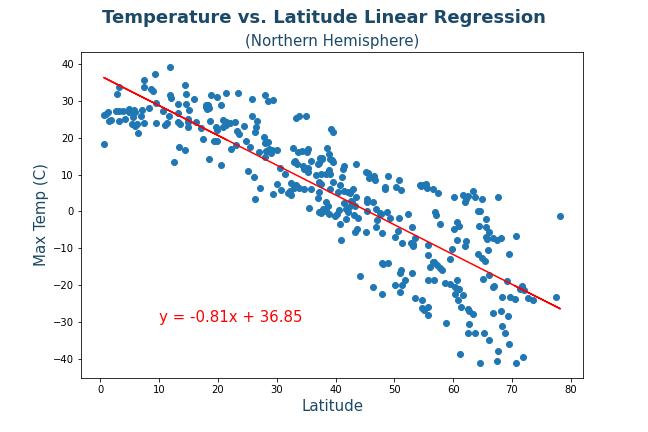 Temperature vs. Latitude Linear Regression
(Northern Hemisphere)
Max Temp (C)
40
30
20
10
0
−10
−20
−30
−40
y = -0.81x + 36.85
0 10 20 30 40 50 60 70 80
Latitude